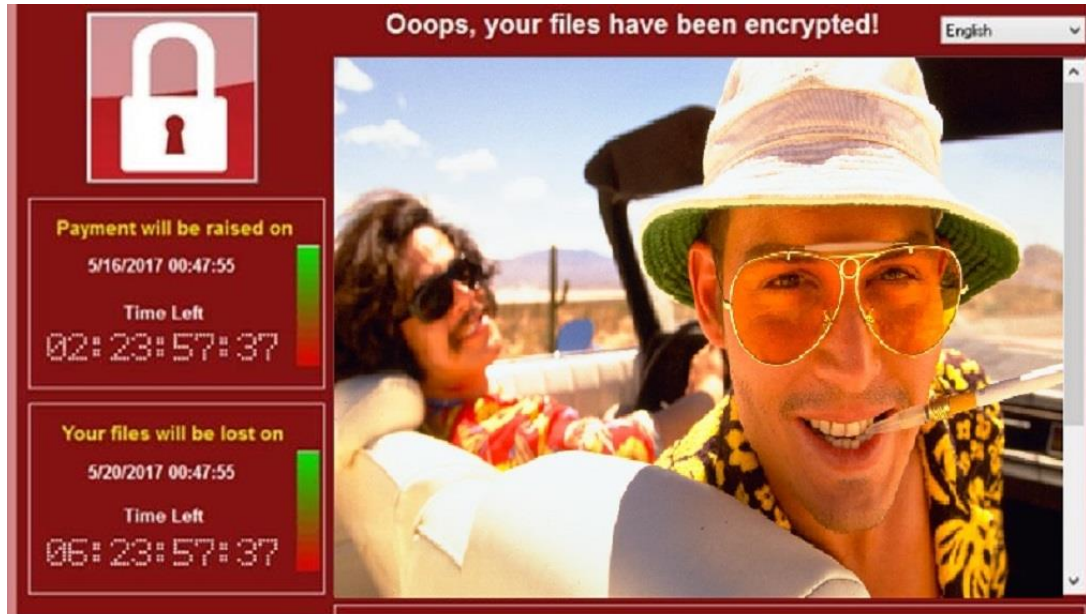 Ooops, your files have been encrypted!
English
Payment will be raised on
5/16/2017 00:47:55
Time Left
02:23:57:37
Your files will be lost on
5/20/2017 00:47:55
Time Left
06:23:57:37